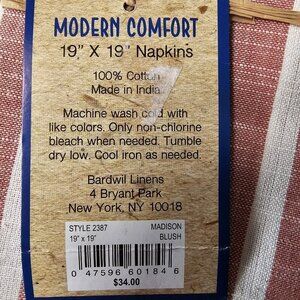 MODERN COMFORT
19" X 19" Napkins
100% Cotton
Made in India
Machine wash cold with
like colors. Only non-chlorine
bleach when needed. Tumble
dry low. Cool iron as needed.
Bardwil Linens
4 Bryant Park
New York, NY 10018
STYLE 2387 MADISON
19" x 19" BLUSH
0 47596 60184 6
$34.00